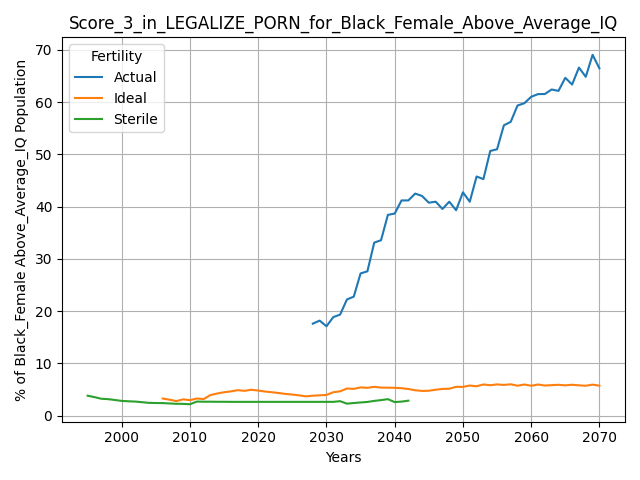 Score_3_in_LEGALIZE_PORN_for_Black_Female_Above_Average_IQ
% of Black_Female Above_Average_IQ Population
70
60
50
40
30
20
10
0
Fertility
Actual
Ideal
Sterile
2000
2010
2020
2030
2040
2050
2060
2070
Years